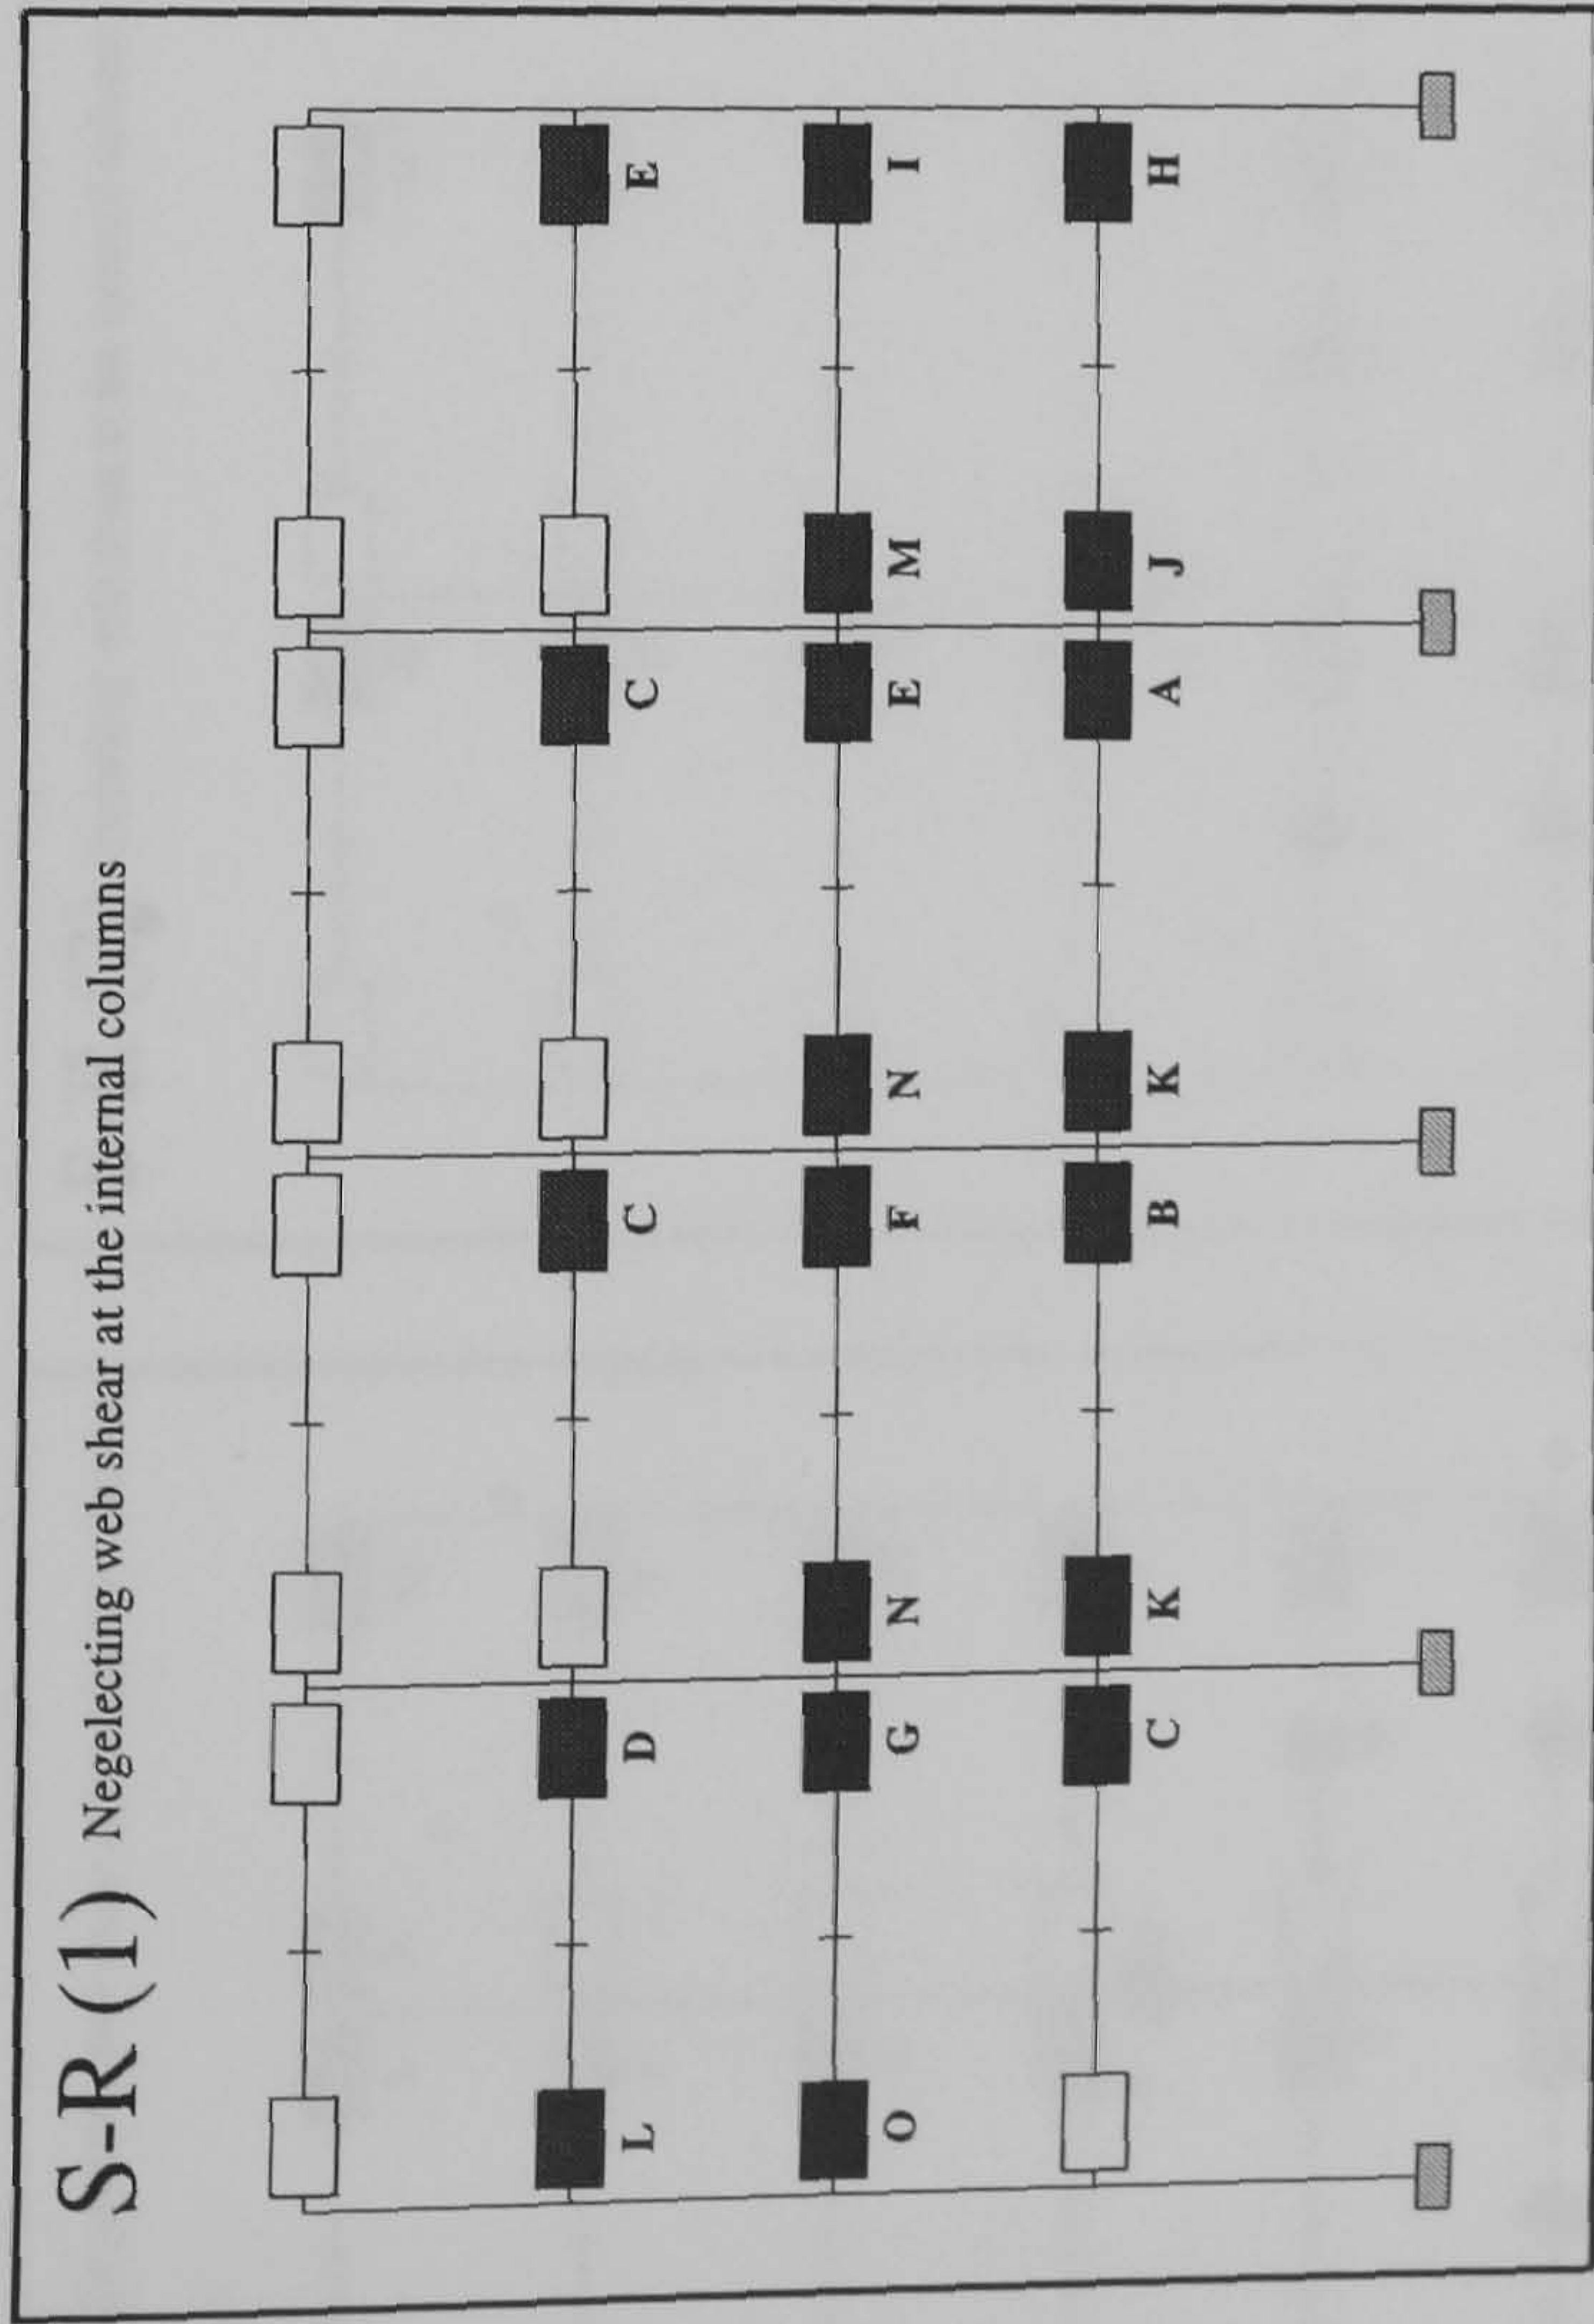 S-R (1) Negelecting web shear at the internal columns
L D C C E
O G N F N E M I
C K B K A J H